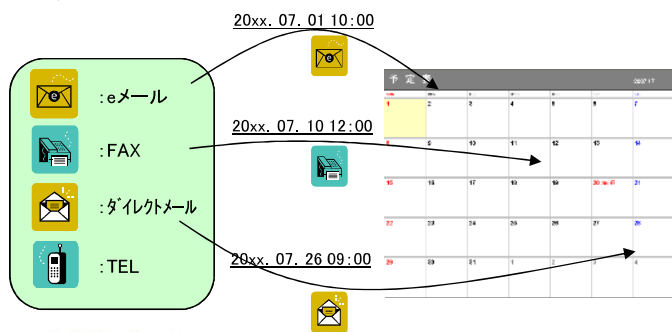 20xx. 07. 01 10:00
:eメール
:FAX
:ダイレクトメール
:TEL
20xx. 07. 10 12:00
20xx. 07. 26 09:00
予定表
1 2 3 4 5 6 7
8 9 10 11 12 13 14
15 16 17 18 19 20 21
22 23 24 25 26 27 28
29 30 31 1 2 3 4